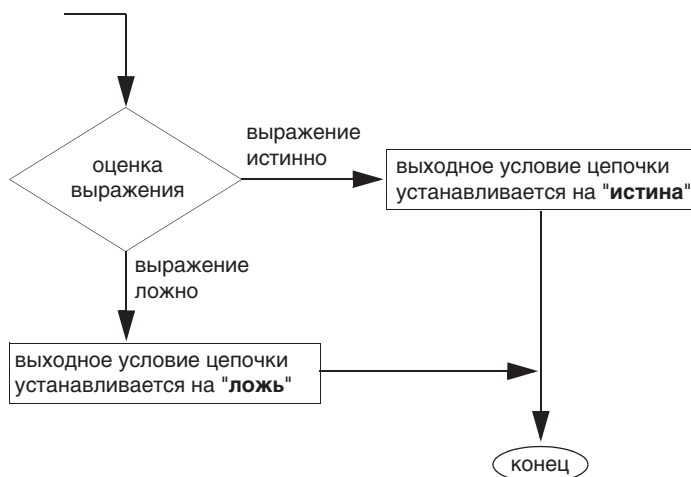 оценка
выражения
выражение
истинно
выходное условие цепочки
устанавливается на "истина"
выражение
ложно
выходное условие цепочки
устанавливается на "ложь"
конец